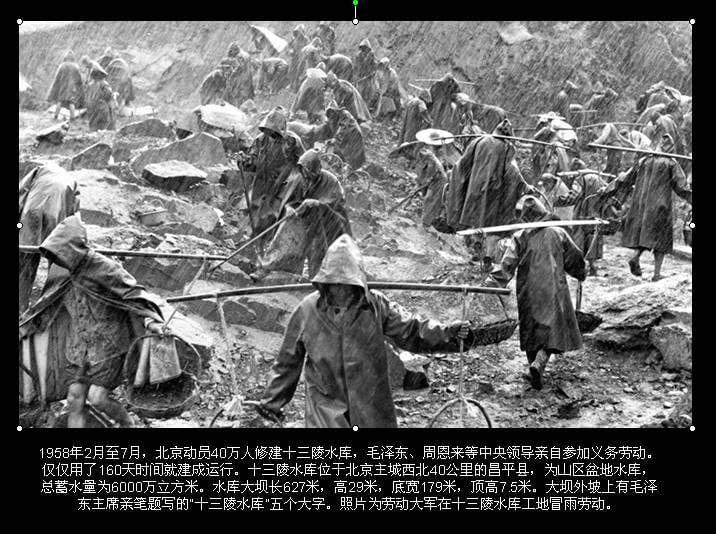 1958年2月至7月，北京动员40万人修建十三陵水库，毛泽东、周恩来等中央领导亲自参加义务劳动。
仅仅用了160天时间就建成运行。十三陵水库位于北京主城西北40公里的昌平县，为山区盆地水库，
总蓄水量为6000万立方米。水库大坝长627米，高29米，底宽179米，顶高7.5米。大坝外坡上有毛泽
东主席亲笔题写的“十三陵水库”五个大字。照片为劳动大军在十三陵水库工地冒雨劳动。